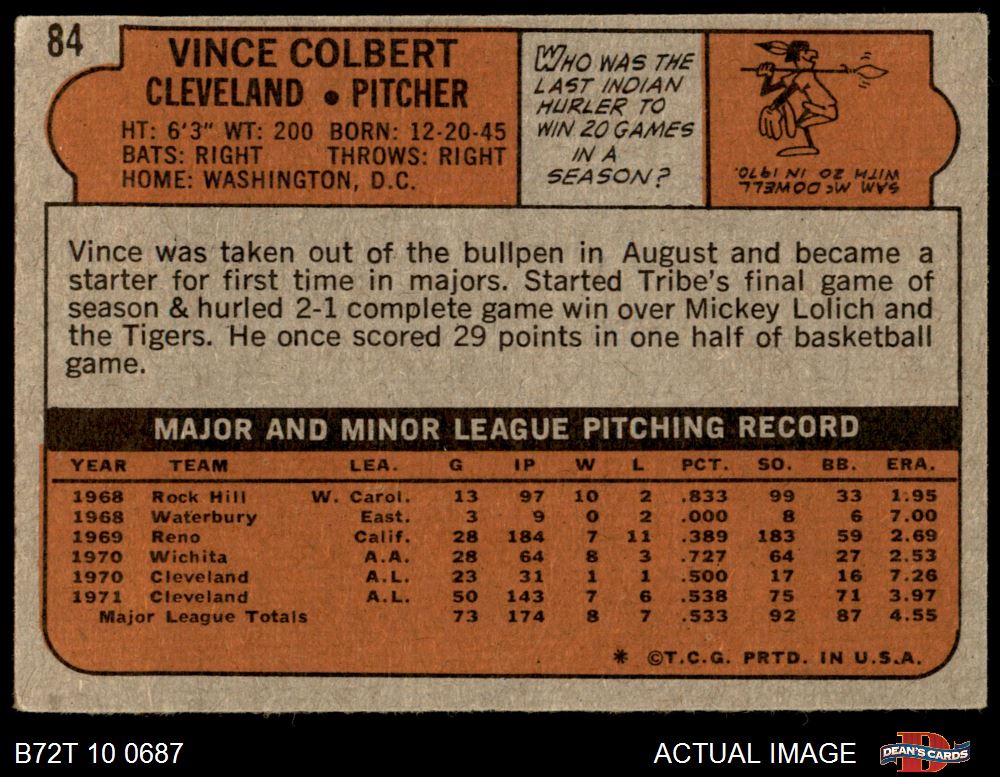 84
VINCE COLBERT
CLEVELAND • PITCHER
HT: 6'3" WT: 200 BORN: 12-20-45
BATS: RIGHT THROWS: RIGHT
HOME: WASHINGTON, D.C.
WHO WAS THE
LAST INDIAN
HURLER TO
WIN 20 GAMES
IN A
SEASON?
SAM McDOWELL
WITH 20 IN 1970.
Vince was taken out of the bullpen in August and became a
starter for first time in majors. Started Tribe's final game of
season & hurled 2-1 complete game win over Mickey Lolich and
the Tigers. He once scored 29 points in one half of basketball
game.
MAJOR AND MINOR LEAGUE PITCHING RECORD
YEAR TEAM LEA. G IP W L PCT. SO. BB. ERA.
1968 Rock Hill W. Carol. 13 97 10 2 .833 99 33 1.95
1968 Waterbury East. 3 9 0 2 .000 8 6 7.00
1969 Reno Calif. 28 184 7 11 .389 183 59 2.69
1970 Wichita A.A. 28 64 8 3 .727 64 27 2.53
1970 Cleveland A.L. 23 31 1 1 .500 17 16 7.26
1971 Cleveland A.L. 50 143 7 6 .538 75 71 3.97
Major League Totals 73 174 8 7 .533 92 87 4.55
* ©T.C.G. PRTD. IN U.S.A.
B72T 10 0687 ACTUAL IMAGE DEAN'S CARDS